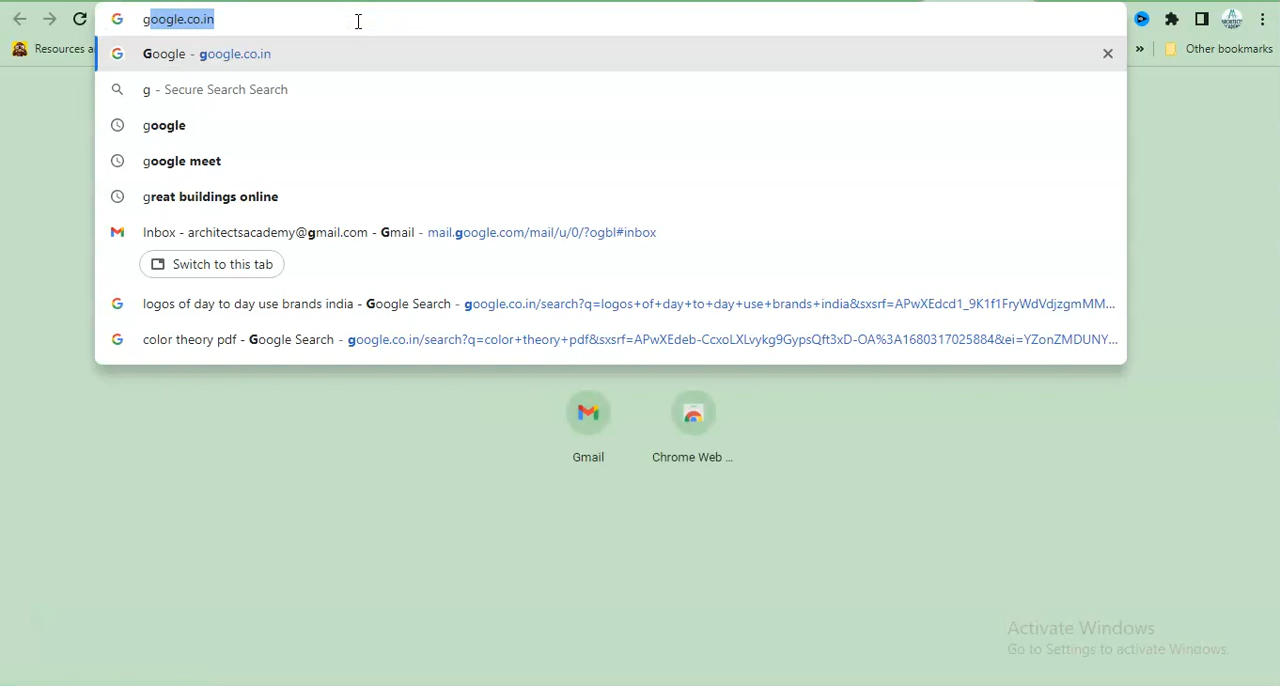 google.co.in
Google - google.co.in
g - Secure Search Search
google
google meet
great buildings online
Inbox - architectsacademy@gmail.com - Gmail - mail.google.com/mail/u/0/?ogbl#inbox
Switch to this tab
logos of day to day use brands india - Google Search - google.co.in/search?q=logos+of+day+to+day+use+brands+india&sxsrf=APwXEdcd1_9K1f1FryWdVdjzgmMM...
color theory pdf - Google Search - google.co.in/search?q=color+theory+pdf&sxsrf=APwXEdeb-CcxoLXLvykg9GypsQft3xD-OA%3A1680317025884&ei=YZonZMDUNY...
Resources a
» Other bookmarks
Gmail
Chrome Web ...
Activate Windows
Go to Settings to activate Windows.